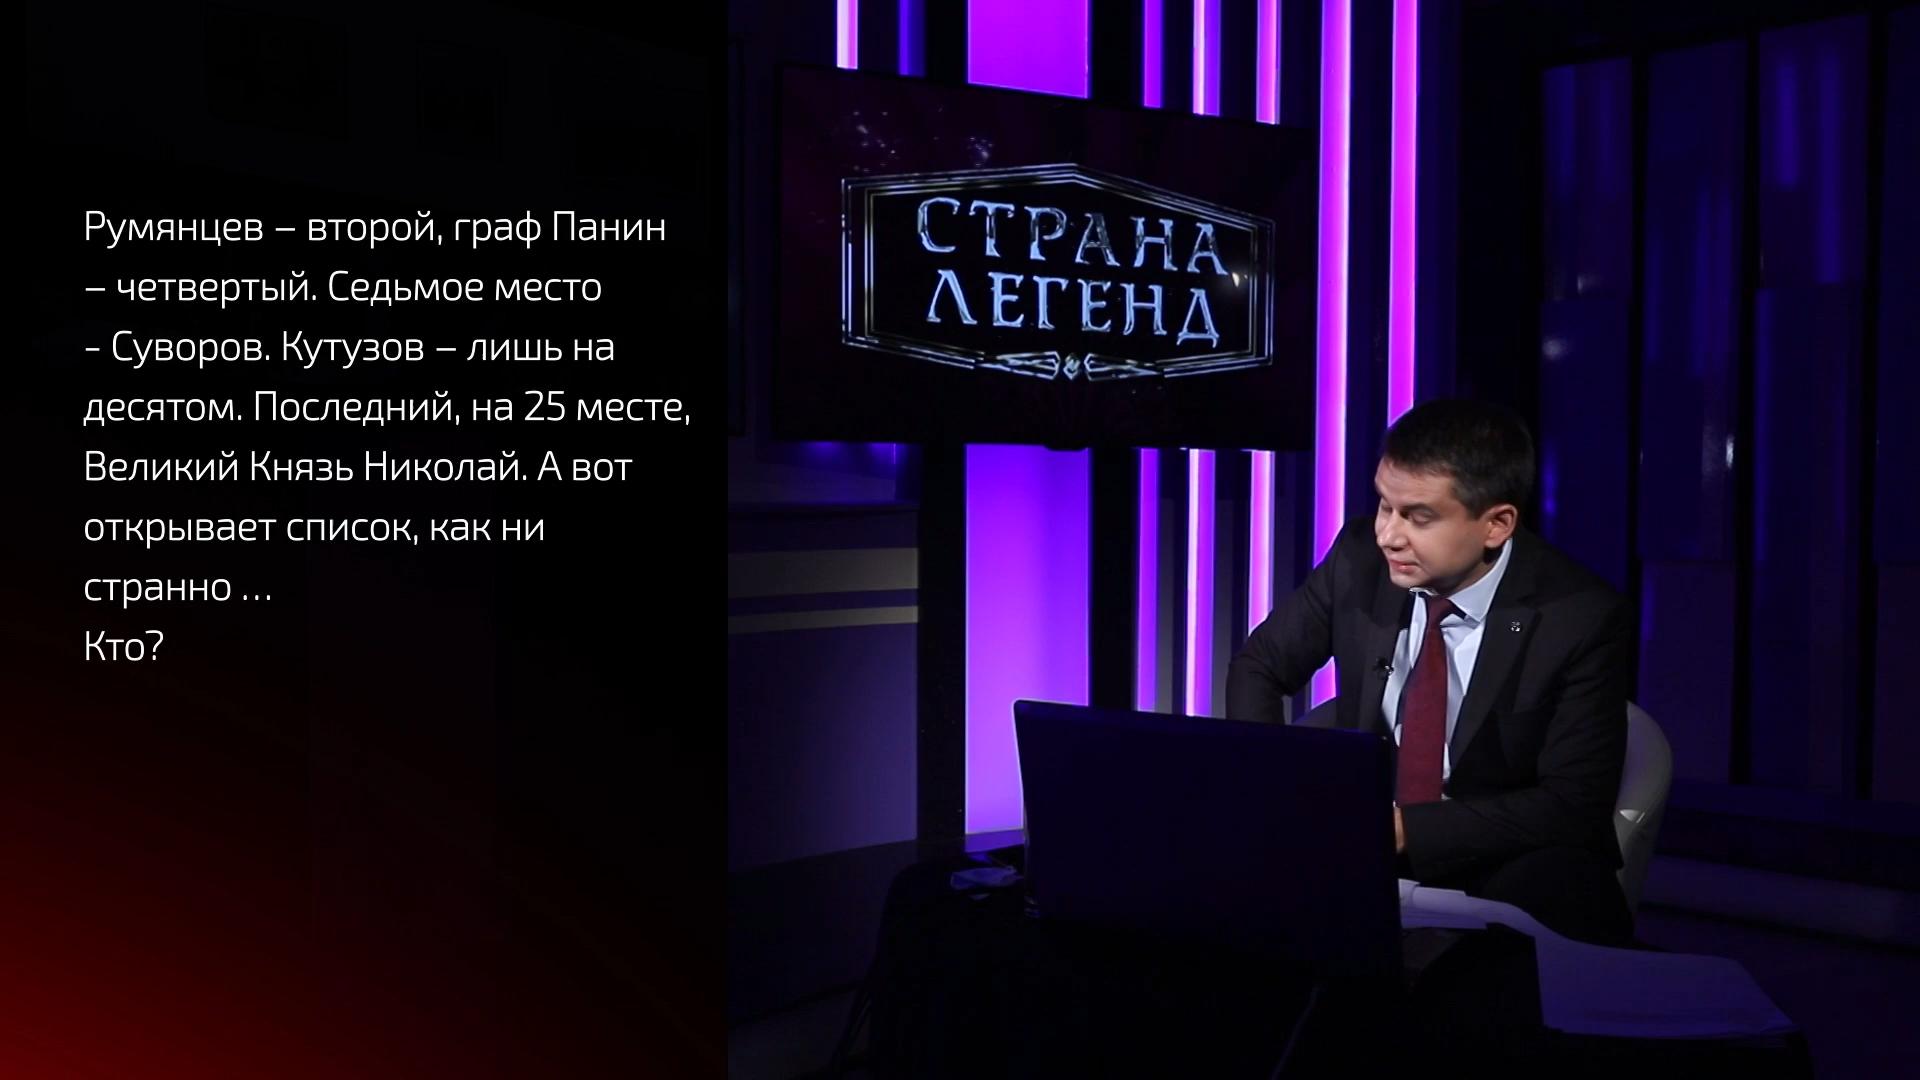 Румянцев – второй, граф Панин
– четвертый. Седьмое место
- Суворов. Кутузов – лишь на
десятом. Последний, на 25 месте,
Великий Князь Николай. А вот
открывает список, как ни
странно ...
Кто?
СТРАНА
ЛЕГЕНД